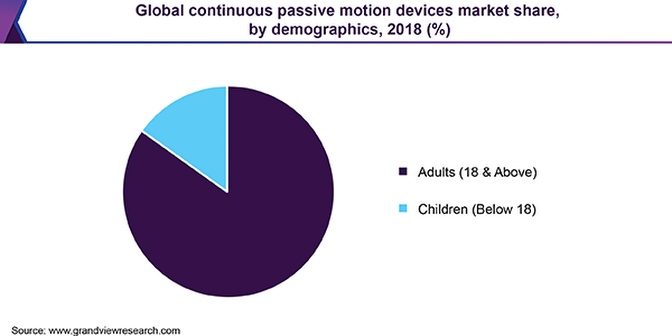 Global continuous passive motion devices market share,
by demographics, 2018 (%)
Adults (18 & Above)
Children (Below 18)
Source: www.grandviewresearch.com